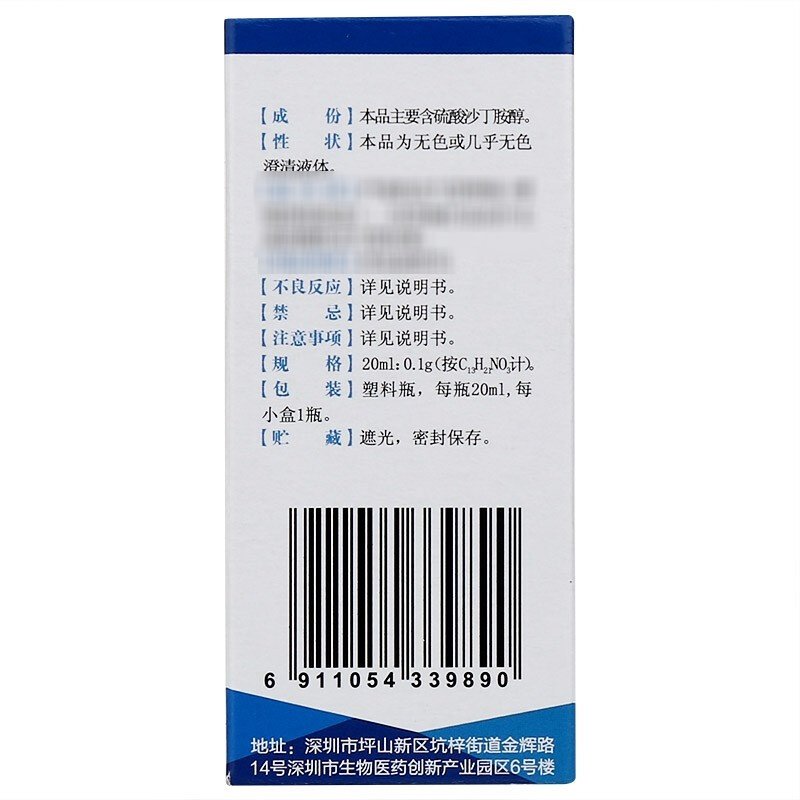 【成　份】本品主要含硫酸沙丁胺醇。
【性　状】本品为无色或几乎无色
澄清液体。
【不良反应】详见说明书。
【禁　忌】详见说明书。
【注意事项】详见说明书。
【规　格】20ml:0.1g(按C₁₃H₂₁NO₃计)。
【包　装】塑料瓶，每瓶20ml,每
小盒1瓶。
【贮　藏】遮光，密封保存。
6 911054 339890
地址：深圳市坪山新区坑梓街道金辉路
14号深圳市生物医药创新产业园区6号楼